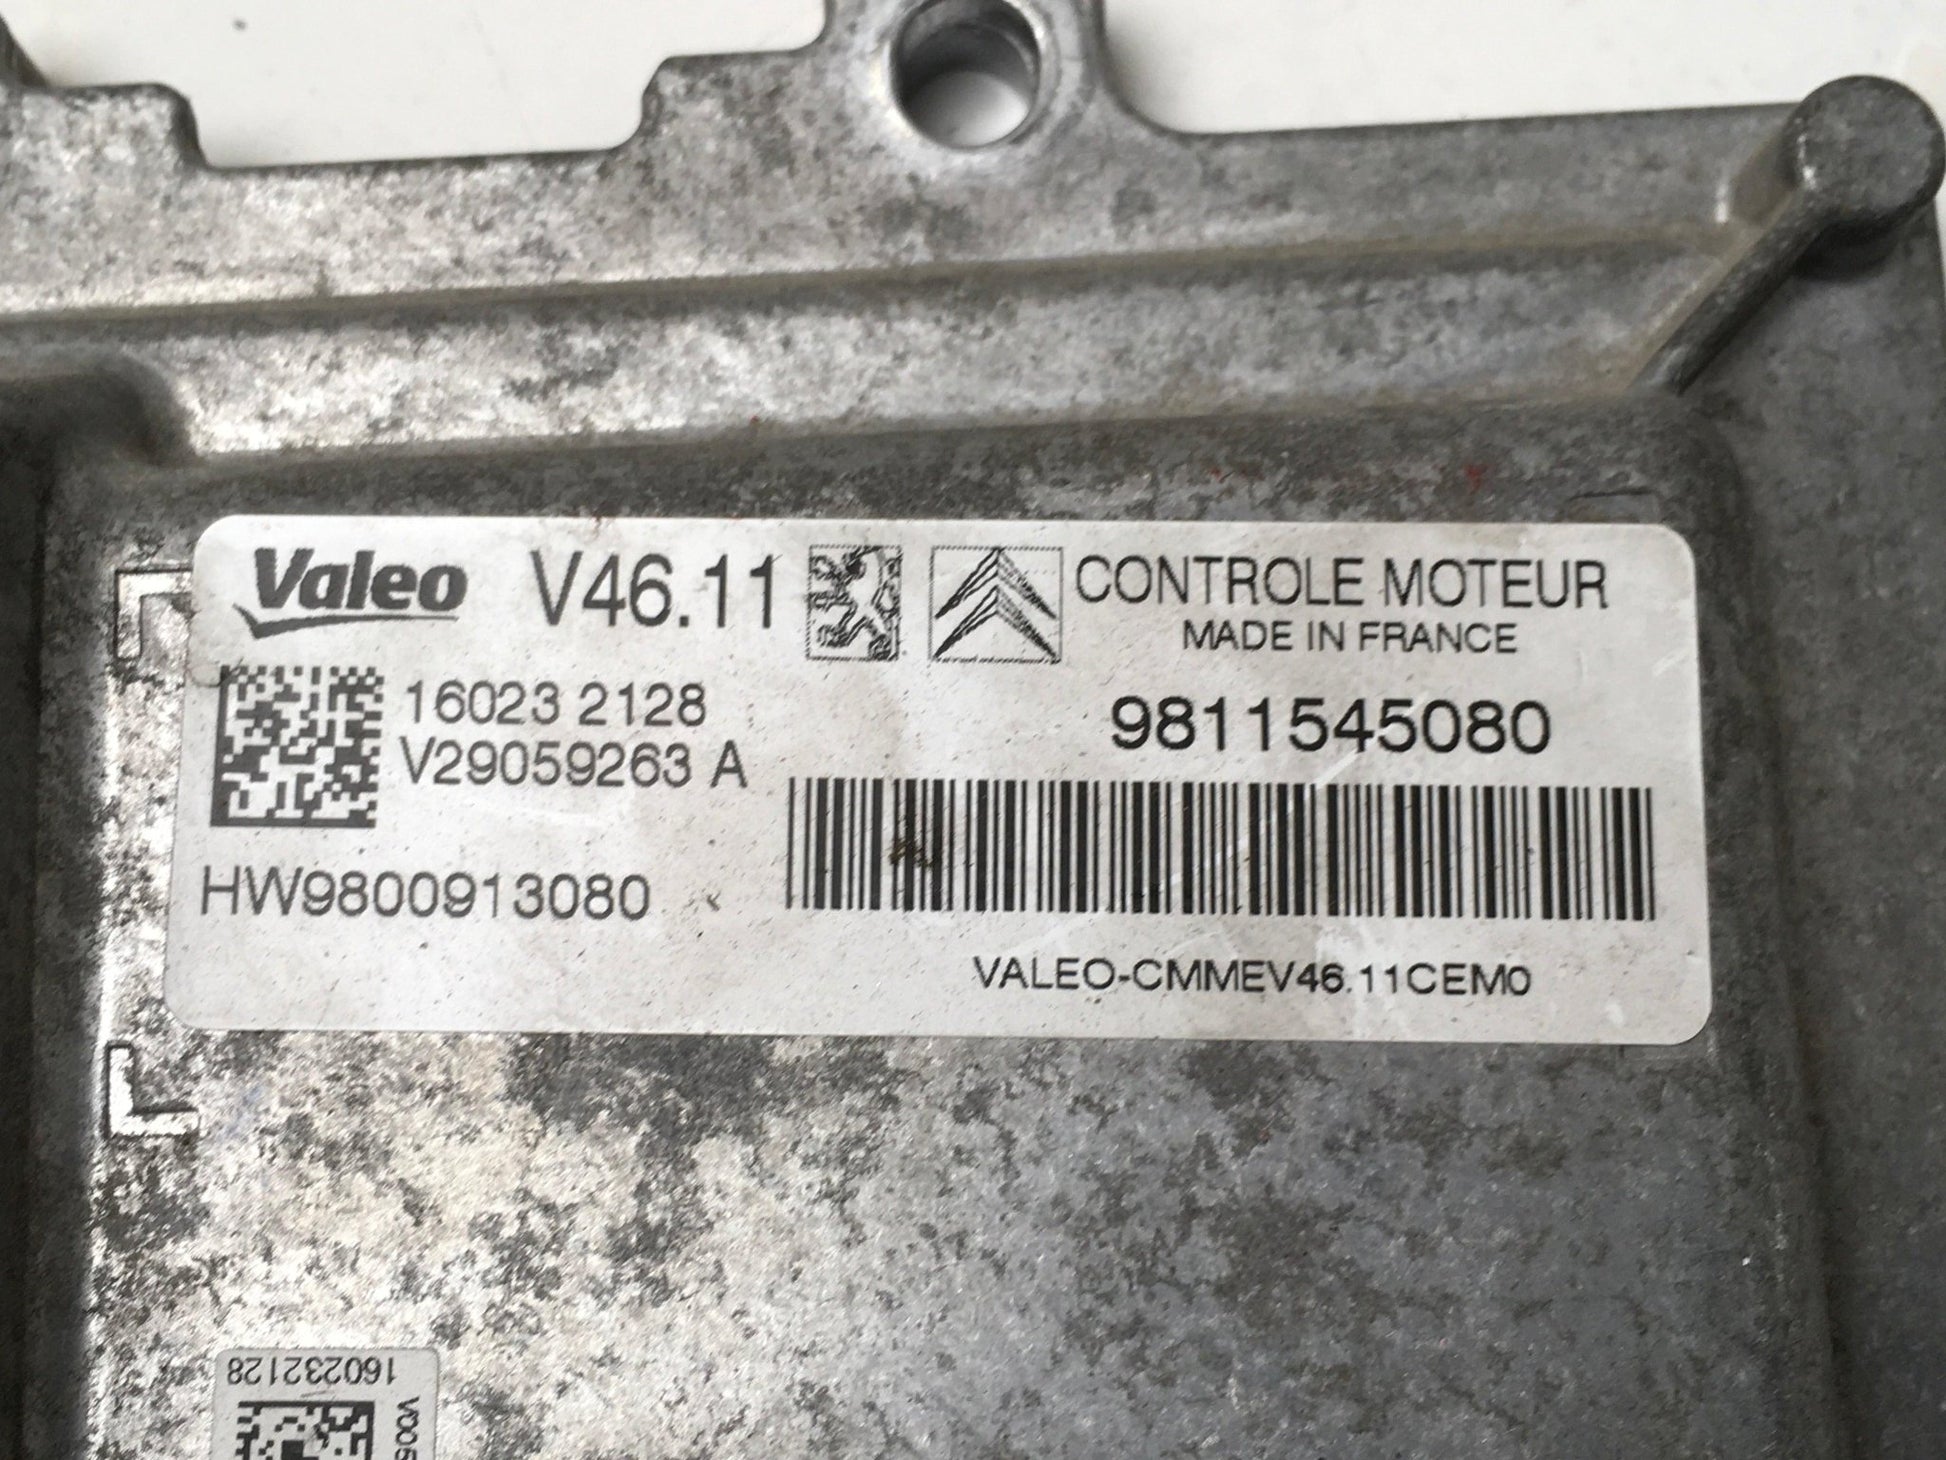 Valeo V46.11 CONTROLE MOTEUR
MADE IN FRANCE
16023 2128
V29059263 A
9811545080
HW9800913080
VALEO-CMMEV46.11CEM0
160232128